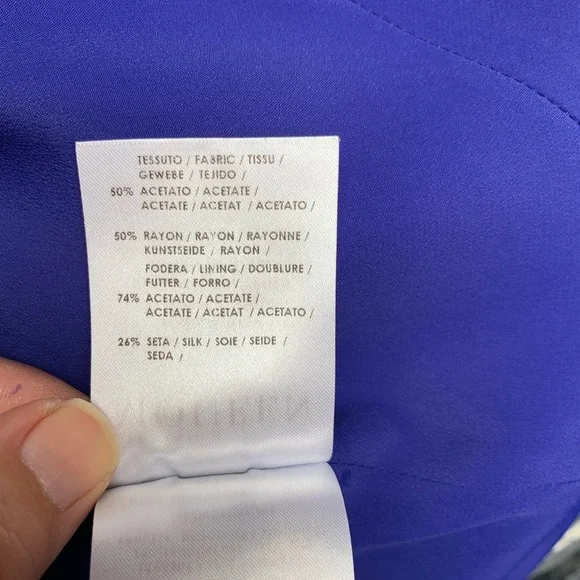 TESSUTO / FABRIC / TISSU /
GEWEBE / TEJIDO /
50% ACETATO / ACETATE /
ACETATE / ACETAT / ACETATO /
50% RAYON / RAYON / RAYONNE /
KUNSTSEIDE / RAYON /
FODERA / LINING / DOUBLURE /
FUTTER / FORRO /
74% ACETATO / ACETATE /
ACETATE / ACETAT / ACETATO /
26% SETA / SILK / SOIE / SEIDE /
SEDA /